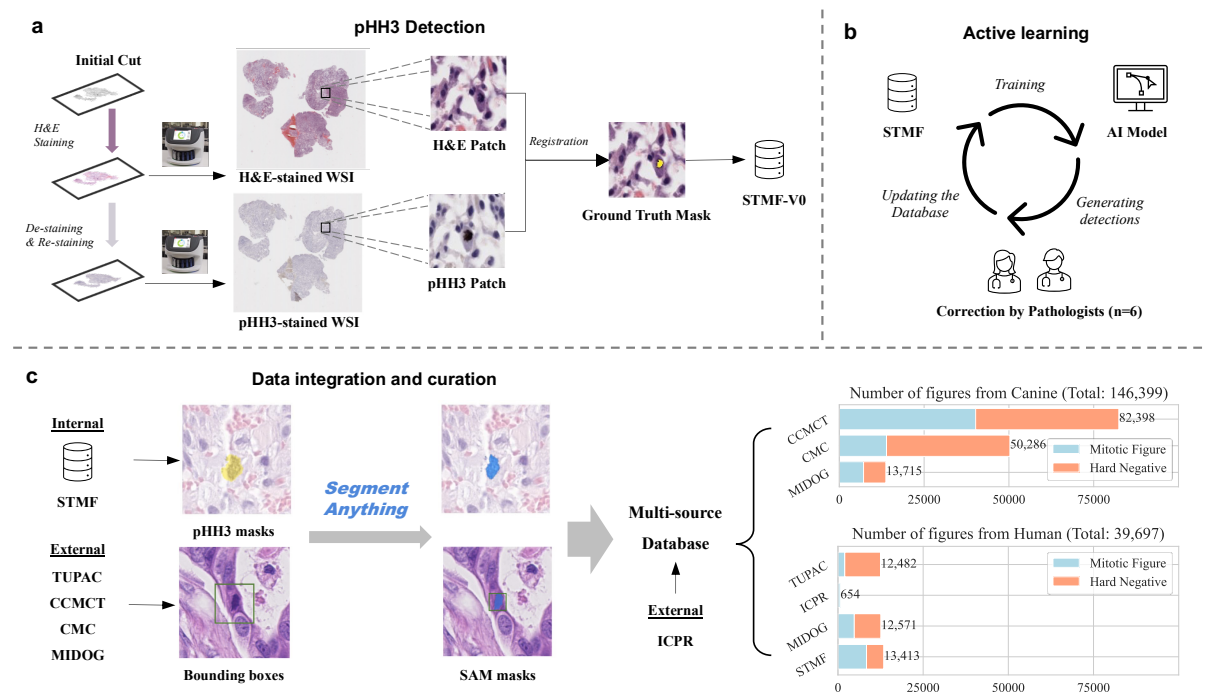 a
pHH3 Detection
Initial Cut
H&E
Staining
De-staining
& Re-staining
H&E-stained WSI
pHH3-stained WSI
H&E Patch
pHH3 Patch
Registration
Ground Truth Mask
STMF-V0
b
Active learning
Training
STMF
AI Model
Updating the
Database
Generating
detections
Correction by Pathologists (n=6)
c
Data integration and curation
Internal
STMF
pHH3 masks
External
TUPAC
CCMCT
CMC
MIDOG
Bounding boxes
Segment
Anything
SAM masks
Multi-source
Database
External
ICPR
Number of figures from Canine (Total: 146,399)
CCMCT
82,398
CMC
50,286
MIDOG
13,715
Mitotic Figure
Hard Negative
0 25000 50000 75000
Number of figures from Human (Total: 39,697)
TUPAC
12,482
ICPR
654
MIDOG
12,571
STMF
13,413
Mitotic Figure
Hard Negative
0 25000 50000 75000